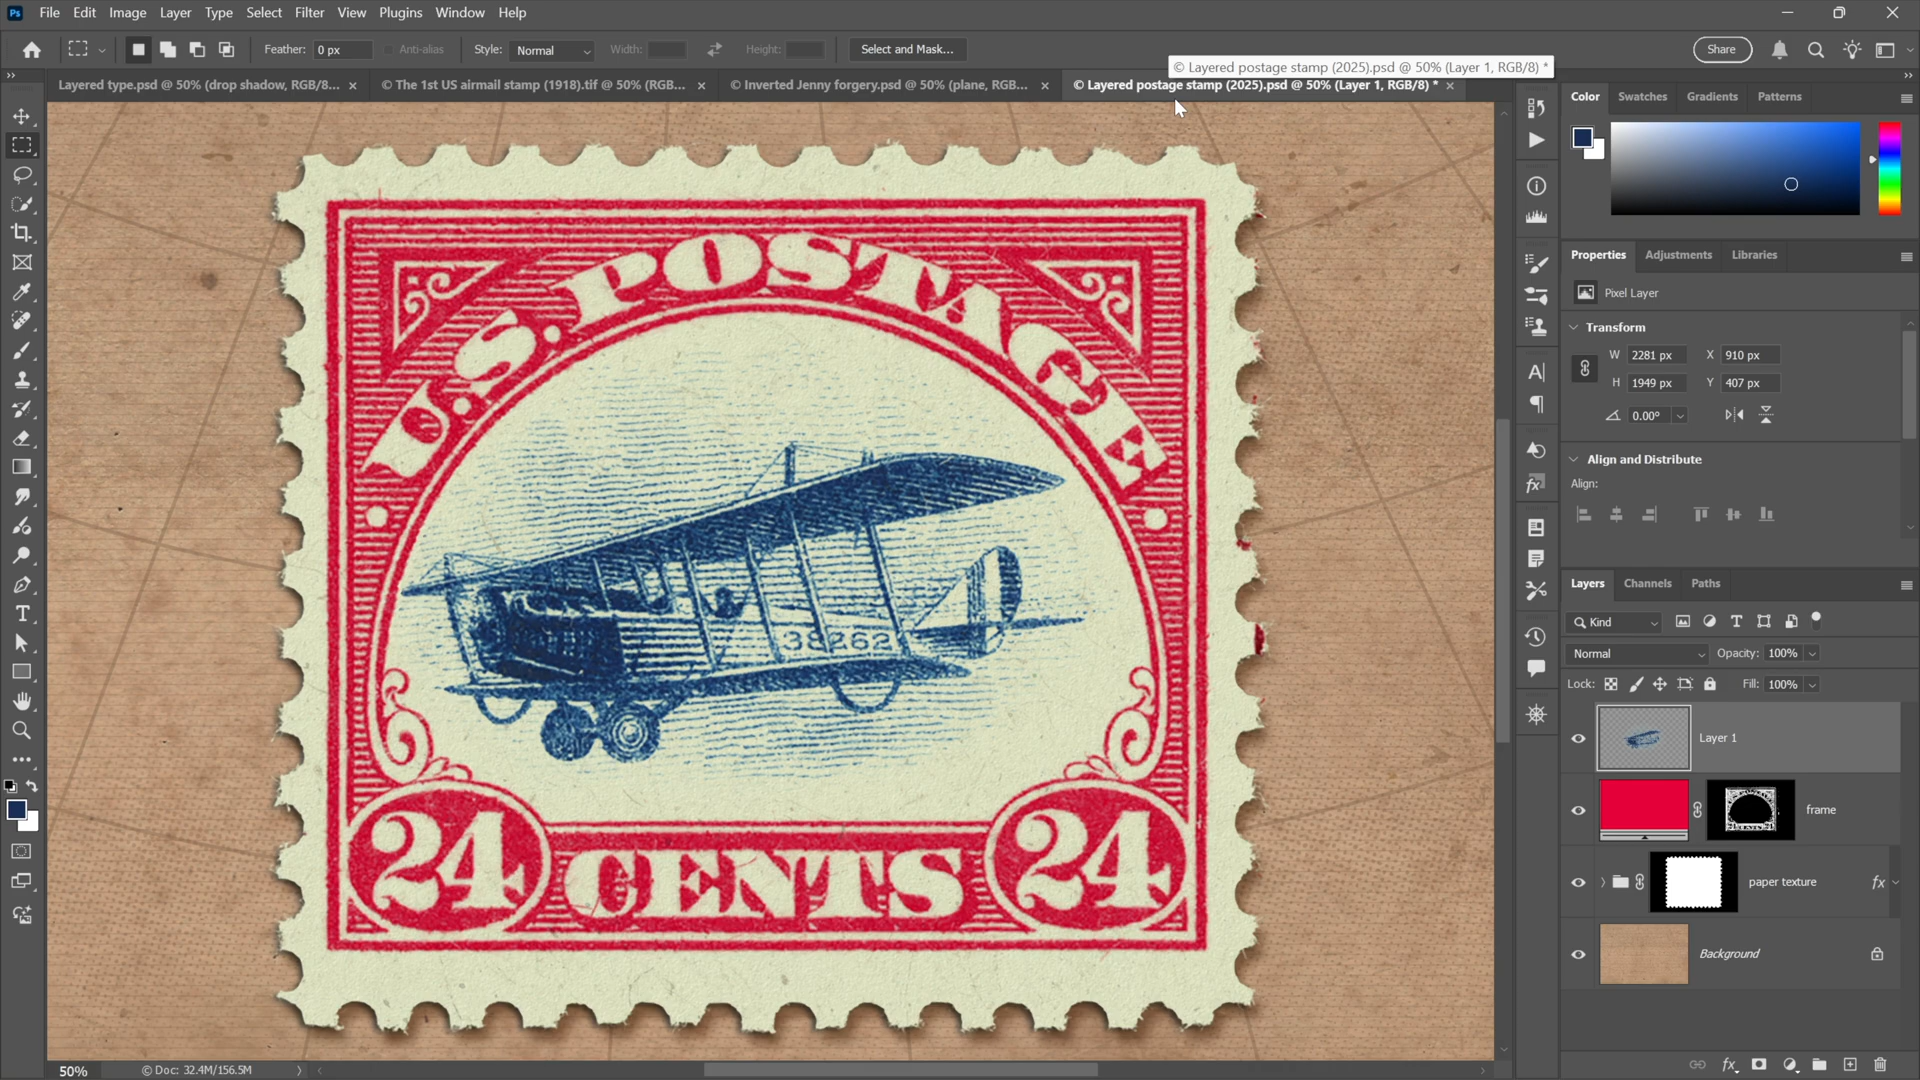 Ps File Edit Image Layer Type Select Filter View Plugins Window Help
Feather: 0 px Anti-alias Style: Normal Width: Height: Select and Mask... Share
© Layered postage stamp (2025).psd @ 50% (Layer 1, RGB/8) *
Layered type.psd @ 50% (drop shadow, RGB/8...
© The 1st US airmail stamp (1918).tif @ 50% (RGB...
© Inverted Jenny forgery.psd @ 50% (plane, RGB...
© Layered postage stamp (2025).psd @ 50% (Layer 1, RGB/8) *
U.S. POSTAGE
38262
24 CENTS 24
50% © Doc: 32.4M/156.5M
Color Swatches Gradients Patterns
Properties Adjustments Libraries
Pixel Layer
Transform
W 2281 px X 910 px
H 1949 px Y 407 px
0.00°
Align and Distribute
Align:
Layers Channels Paths
Kind
Normal Opacity: 100%
Lock: Fill: 100%
Layer 1
frame
paper texture fx
Background